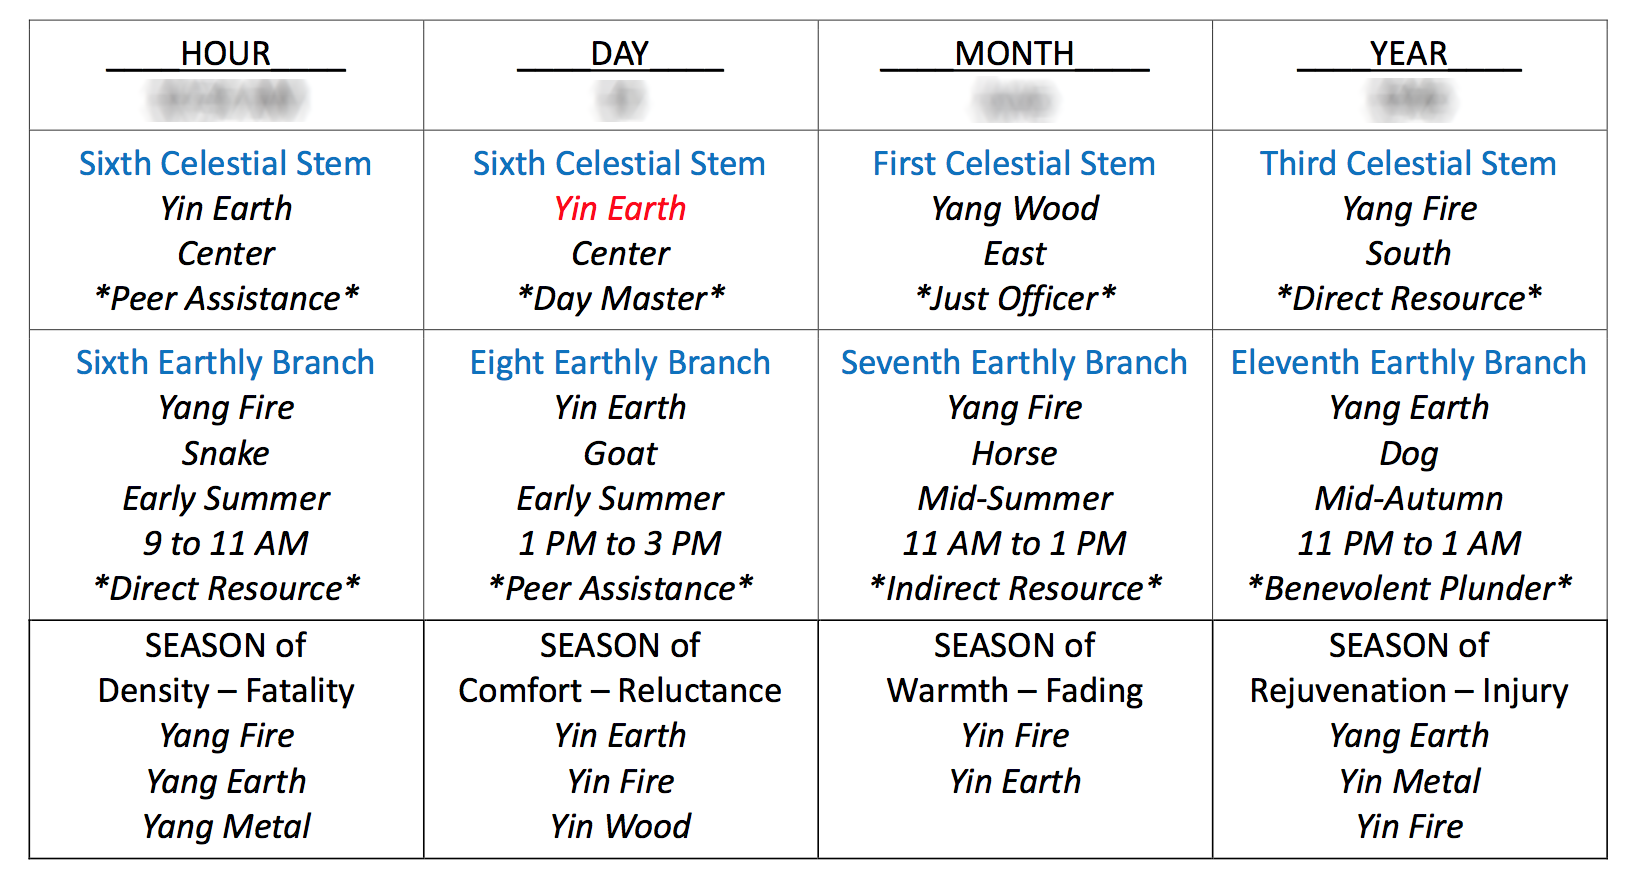 HOUR
DAY
MONTH
YEAR
Sixth Celestial Stem
Yin Earth
Center
*Peer Assistance*
Sixth Celestial Stem
Yin Earth
Center
*Day Master*
First Celestial Stem
Yang Wood
East
*Just Officer*
Third Celestial Stem
Yang Fire
South
*Direct Resource*
Sixth Earthly Branch
Yang Fire
Snake
Early Summer
9 to 11 AM
*Direct Resource*
Eight Earthly Branch
Yin Earth
Goat
Early Summer
1 PM to 3 PM
*Peer Assistance*
Seventh Earthly Branch
Yang Fire
Horse
Mid-Summer
11 AM to 1 PM
*Indirect Resource*
Eleventh Earthly Branch
Yang Earth
Dog
Mid-Autumn
11 PM to 1 AM
*Benevolent Plunder*
SEASON of
Density – Fatality
Yang Fire
Yang Earth
Yang Metal
SEASON of
Comfort – Reluctance
Yin Earth
Yin Fire
Yin Wood
SEASON of
Warmth – Fading
Yin Fire
Yin Earth
SEASON of
Rejuvenation – Injury
Yang Earth
Yin Metal
Yin Fire